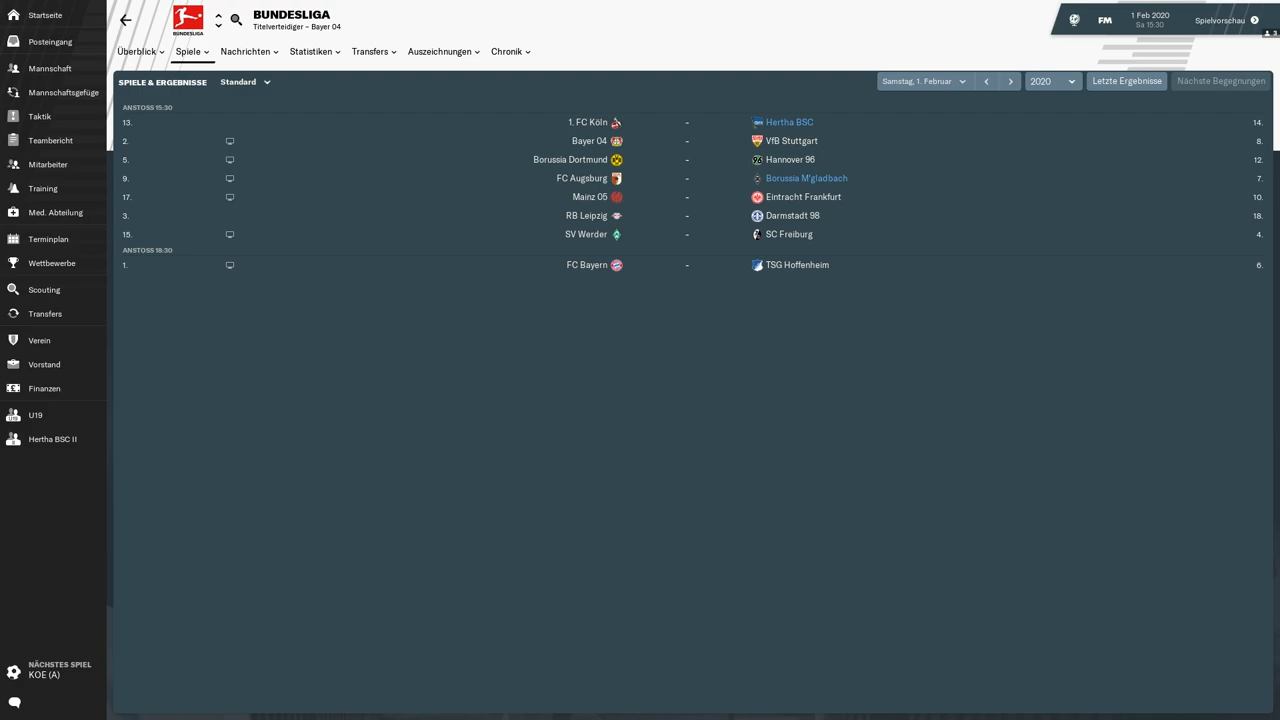 Startseite
Posteingang
Mannschaft
Mannschaftsgefüge
Taktik
Teambericht
Mitarbeiter
Training
Med. Abteilung
Terminplan
Wettbewerbe
Scouting
Transfers
Verein
Vorstand
Finanzen
U19
Hertha BSC II
NÄCHSTES SPIEL
KOE (A)
BUNDESLIGA
BUNDESLIGA
Titelverteidiger – Bayer 04
FM
1 Feb 2020
Sa 15:30
Spielvorschau
3
Überblick Spiele Nachrichten Statistiken Transfers Auszeichnungen Chronik
SPIELE & ERGEBNISSE Standard Samstag, 1. Februar 2020 Letzte Ergebnisse Nächste Begegnungen
ANSTOSS 15:30
13. 1. FC Köln - Hertha BSC 14.
2. Bayer 04 - VfB Stuttgart 8.
5. Borussia Dortmund - Hannover 96 12.
9. FC Augsburg - Borussia M'gladbach 7.
17. Mainz 05 - Eintracht Frankfurt 10.
3. RB Leipzig - Darmstadt 98 18.
15. SV Werder - SC Freiburg 4.
ANSTOSS 18:30
1. FC Bayern - TSG Hoffenheim 6.